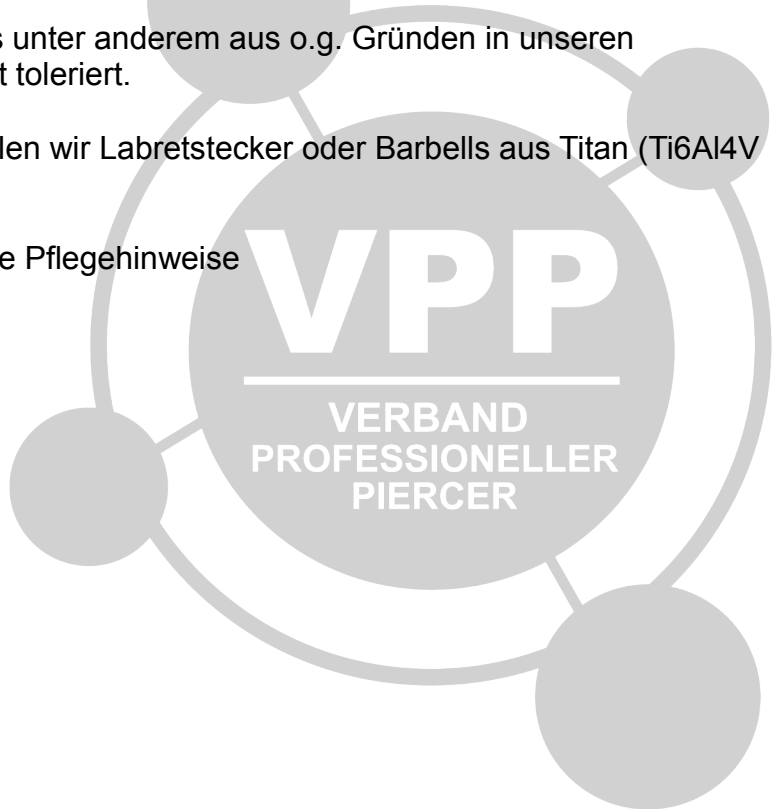 s unter anderem aus o.g. Gründen in unseren
t toleriert.
len wir Labretstecker oder Barbells aus Titan (Ti6Al4V
e Pflegehinweise
VPP
VERBAND
PROFESSIONELLER
PIERCER